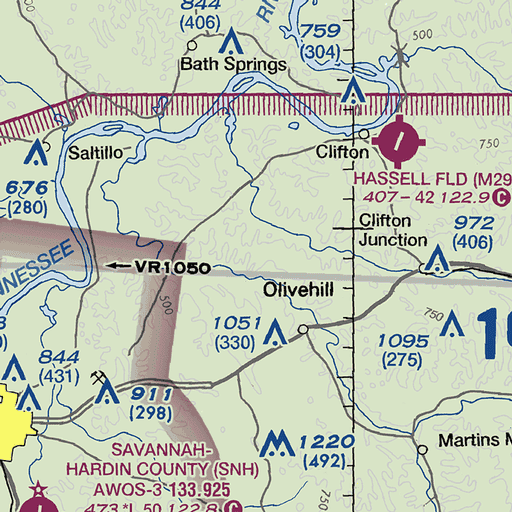 844
(406)
759
(304)
500
Bath Springs
Saltillo
Clifton
750
676
(280)
HASSELL FLD (M29
407 - 42 122.9 C
Clifton
Junction
972
(406)
NNESSEE
VR1050
500
Olivehill
1051
(330)
750
1095
(275)
844
(431)
911
(298)
SAVANNAH-
HARDIN COUNTY (SNH)
AWOS-3 133.925
473 *L 50 122.8 C
1220
(492)
750
Martins M